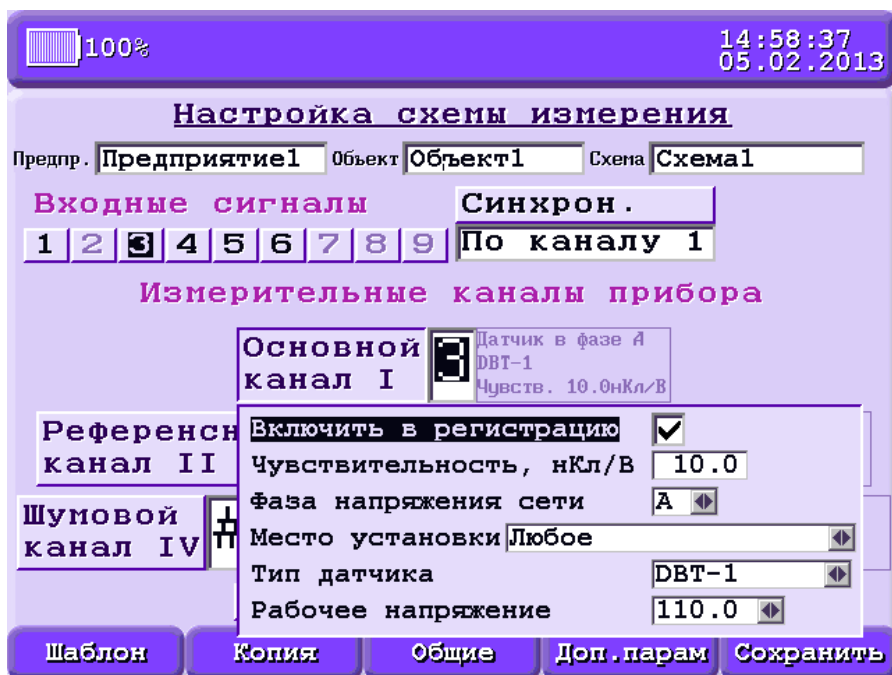 100%
14:58:37
05.02.2013
Настройка схемы измерения
Предпр. Предприятие1 Объект Объект1 Схема Схема1
Входные сигналы
Синхрон.
1 2 3 4 5 6 7 8 9
По каналу 1
Измерительные каналы прибора
Основной
канал I
3
Датчик в фазе A
DBT-1
Чувств. 10.0нКл/В
Референсн
канал II
Шумовой
канал IV
Включить в регистрацию
Чувствительность, нКл/В 10.0
Фаза напряжения сети A
Место установки Любое
Тип датчика DBT-1
Рабочее напряжение 110.0
Шаблон Копия Общие Доп.парам Сохранить